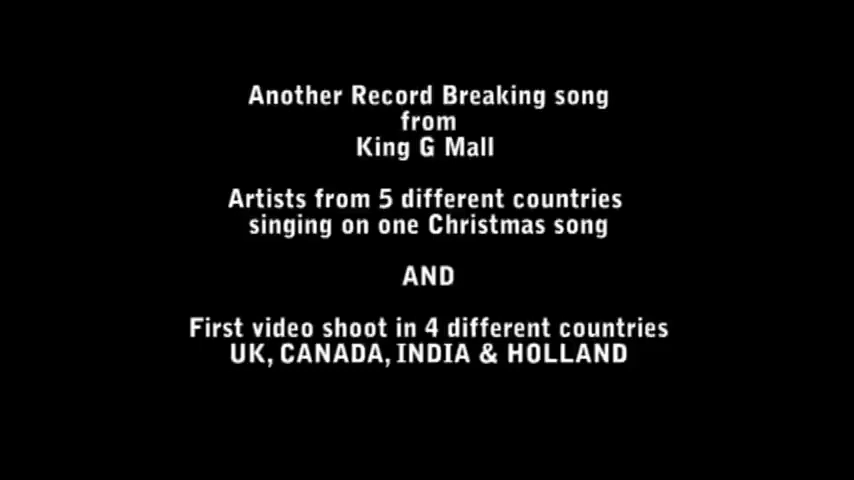 Another Record Breaking song
from
King G Mall
Artists from 5 different countries
singing on one Christmas song
AND
First video shoot in 4 different countries
UK, CANADA, INDIA & HOLLAND